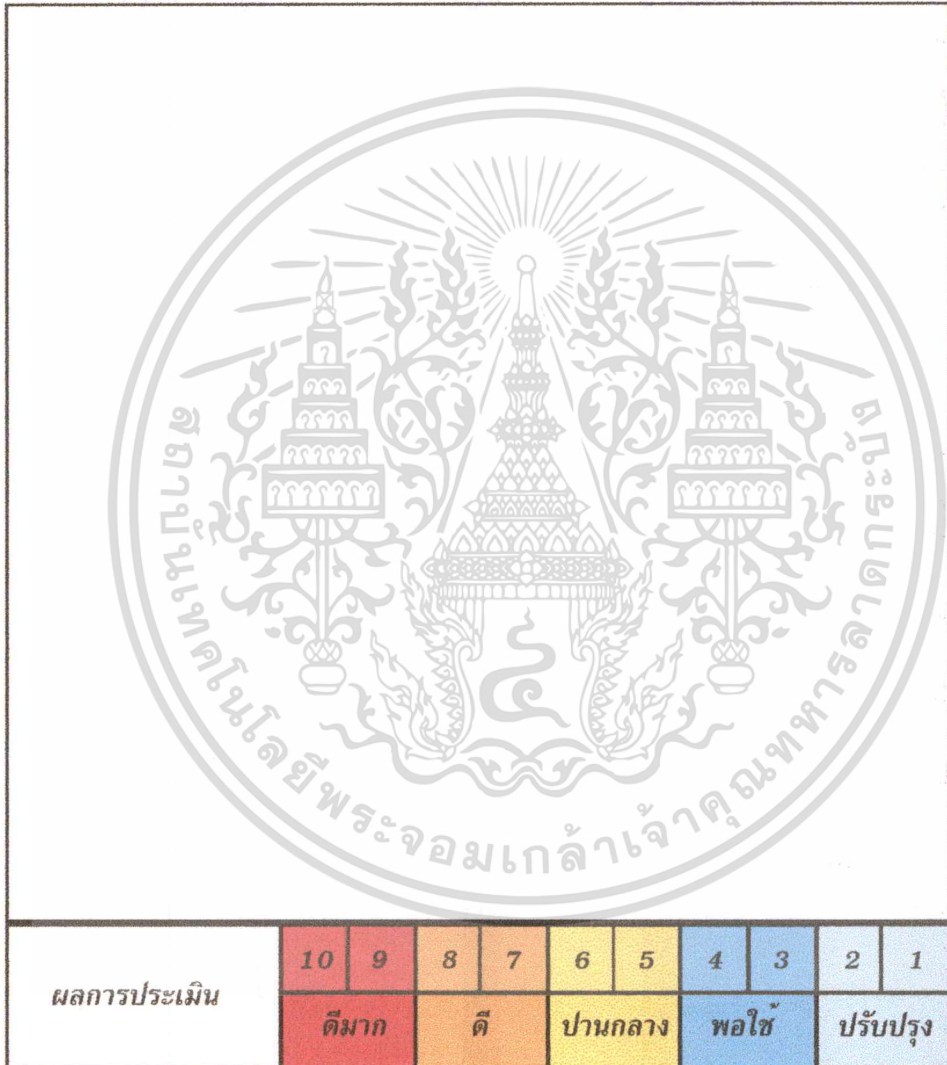 สถาบันเทคโนโลยีพระจอมเกล้าเจ้าคุณทหารลาดกระบัง
๔
ผลการประเมิน 10 9 8 7 6 5 4 3 2 1
ดีมาก ดี ปานกลาง พอใช้ ปรับปรุง